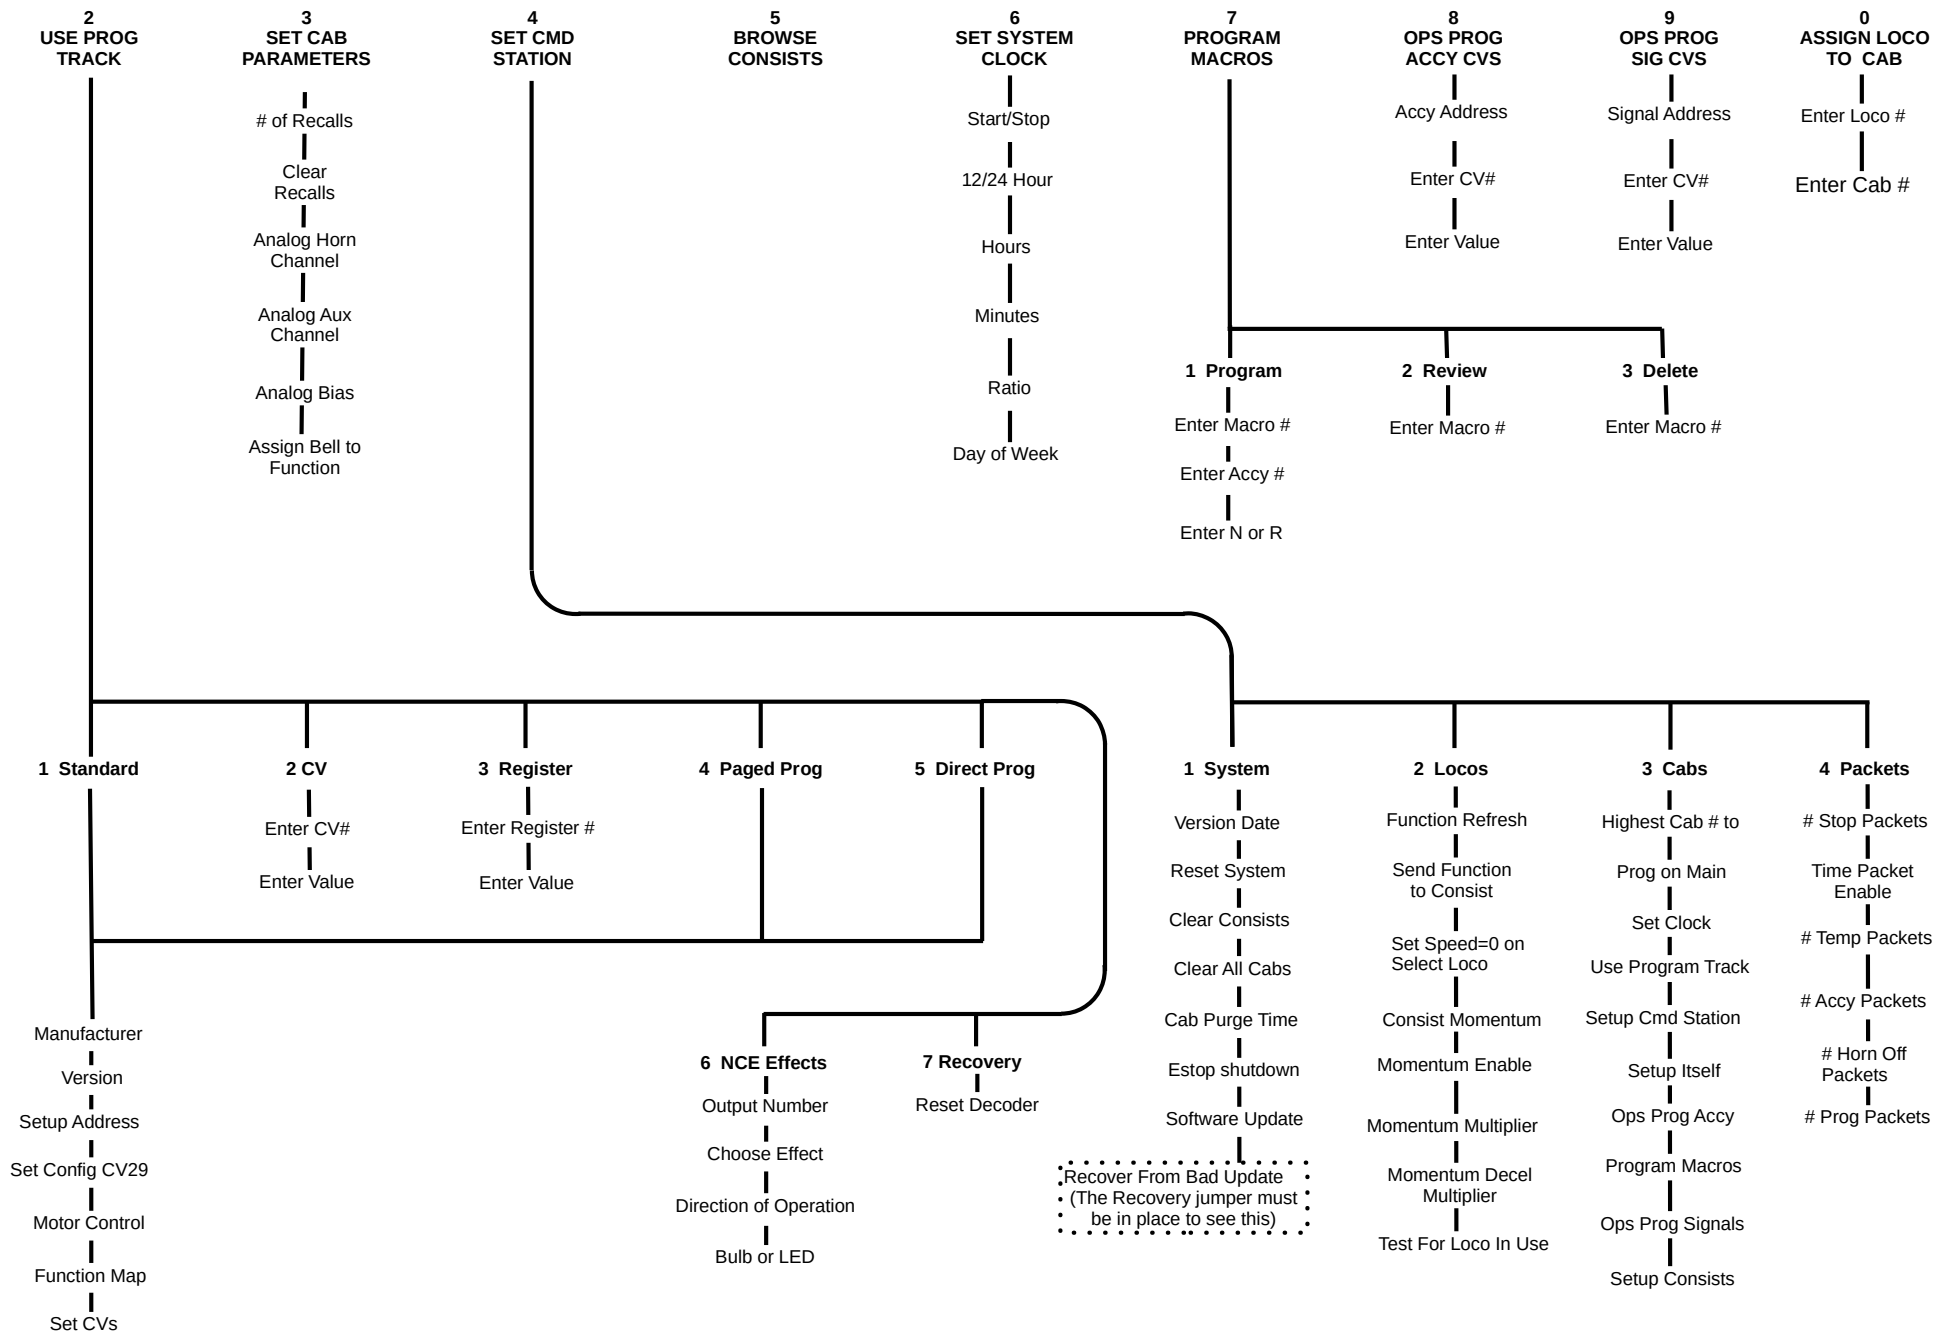 2
USE PROG
TRACK
3
SET CAB
PARAMETERS
4
SET CMD
STATION
5
BROWSE
CONSISTS
6
SET SYSTEM
CLOCK
7
PROGRAM
MACROS
8
OPS PROG
ACCY CVS
9
OPS PROG
SIG CVS
0
ASSIGN LOCO
TO CAB
# of Recalls
Clear
Recalls
Analog Horn
Channel
Analog Aux
Channel
Analog Bias
Assign Bell to
Function
Start/Stop
12/24 Hour
Hours
Minutes
Ratio
Day of Week
Accy Address
Enter CV#
Enter Value
Signal Address
Enter CV#
Enter Value
Enter Loco #
Enter Cab #
1 Program
Enter Macro #
Enter Accy #
Enter N or R
2 Review
Enter Macro #
3 Delete
Enter Macro #
1 Standard
2 CV
Enter CV#
Enter Value
3 Register
Enter Register #
Enter Value
4 Paged Prog
5 Direct Prog
Manufacturer
Version
Setup Address
Set Config CV29
Motor Control
Function Map
Set CVs
6 NCE Effects
Output Number
Choose Effect
Direction of Operation
Bulb or LED
7 Recovery
Reset Decoder
1 System
Version Date
Reset System
Clear Consists
Clear All Cabs
Cab Purge Time
Estop shutdown
Software Update
Recover From Bad Update
(The Recovery jumper must
be in place to see this)
2 Locos
Function Refresh
Send Function
to Consist
Set Speed=0 on
Select Loco
Consist Momentum
Momentum Enable
Momentum Multiplier
Momentum Decel
Multiplier
Test For Loco In Use
3 Cabs
Highest Cab # to
Prog on Main
Set Clock
Use Program Track
Setup Cmd Station
Setup Itself
Ops Prog Accy
Program Macros
Ops Prog Signals
Setup Consists
4 Packets
# Stop Packets
Time Packet
Enable
# Temp Packets
# Accy Packets
# Horn Off
Packets
# Prog Packets